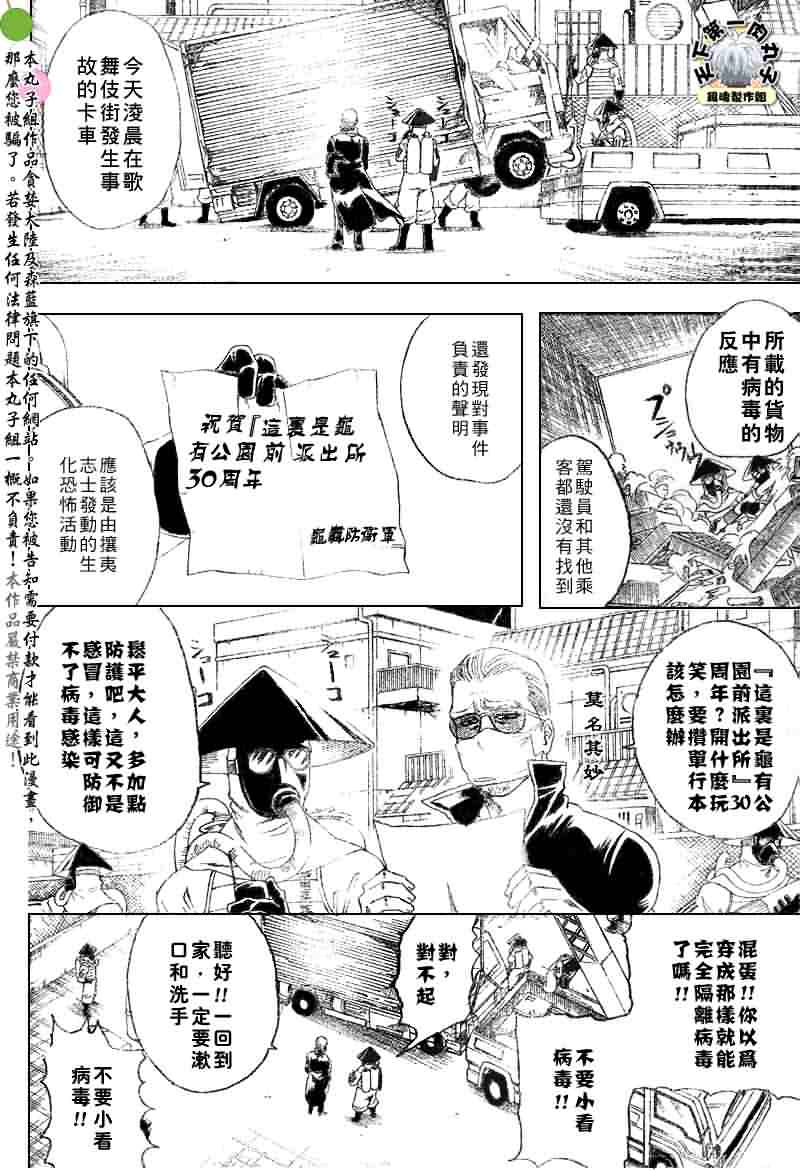 今天淩晨在歌
舞伎街發生事
故的卡車
天下第一肉丸子
所載的貨物
中有病毒的
反應
駕駛員和其他乘
客都還沒有找到
還發現對事件
負責的聲明
祝賀『這裏是龜
有公園前派出所
30周年
應該是由攘夷
志士發動的生
化恐怖活動
『這裏是龜有公
園前派出所』30
周年?開什麼玩
笑,要攢單行本
該怎麼辦
莫名其妙
鬆平大人,多加點
防護吧,這又不是
感冒,這樣可防御
不了病毒感染
混蛋!!你以爲
穿成那樣就能
完全隔離病毒
了嗎!!
不要小看
病毒!!
對,
對不起
聽好!!一回到
家.一定要漱
口和洗手
不要小看
病毒!!
本丸子組作品貪婪大陸及森藍旗下的任何網站。如果您被告知需要付款才能看到此漫畫,
那麼您被騙了。若發生任何法律問題本丸子組一概不負責!本作品嚴禁商業用途!